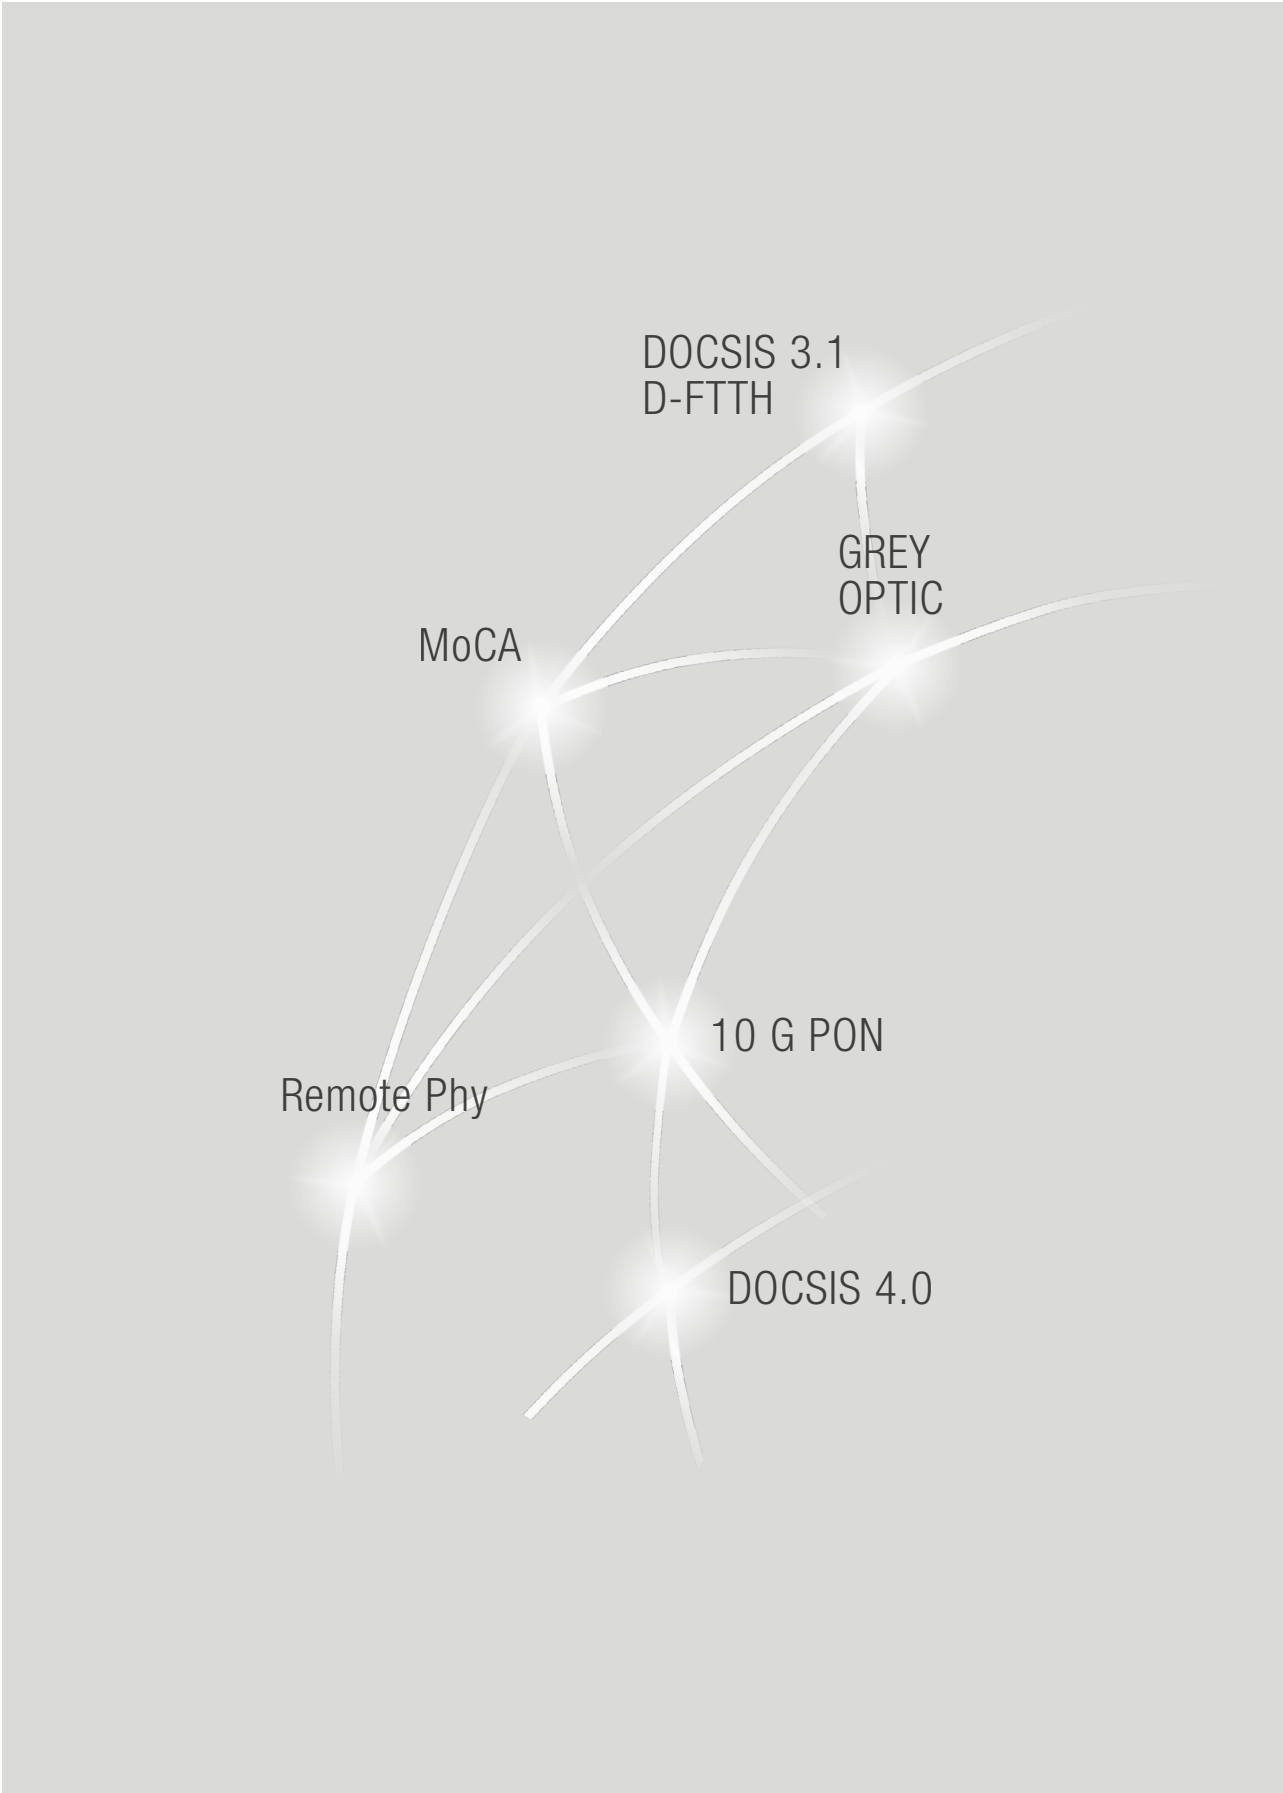 DOCSIS 3.1
D-FTTH
GREY
OPTIC
MoCA
10 G PON
Remote Phy
DOCSIS 4.0